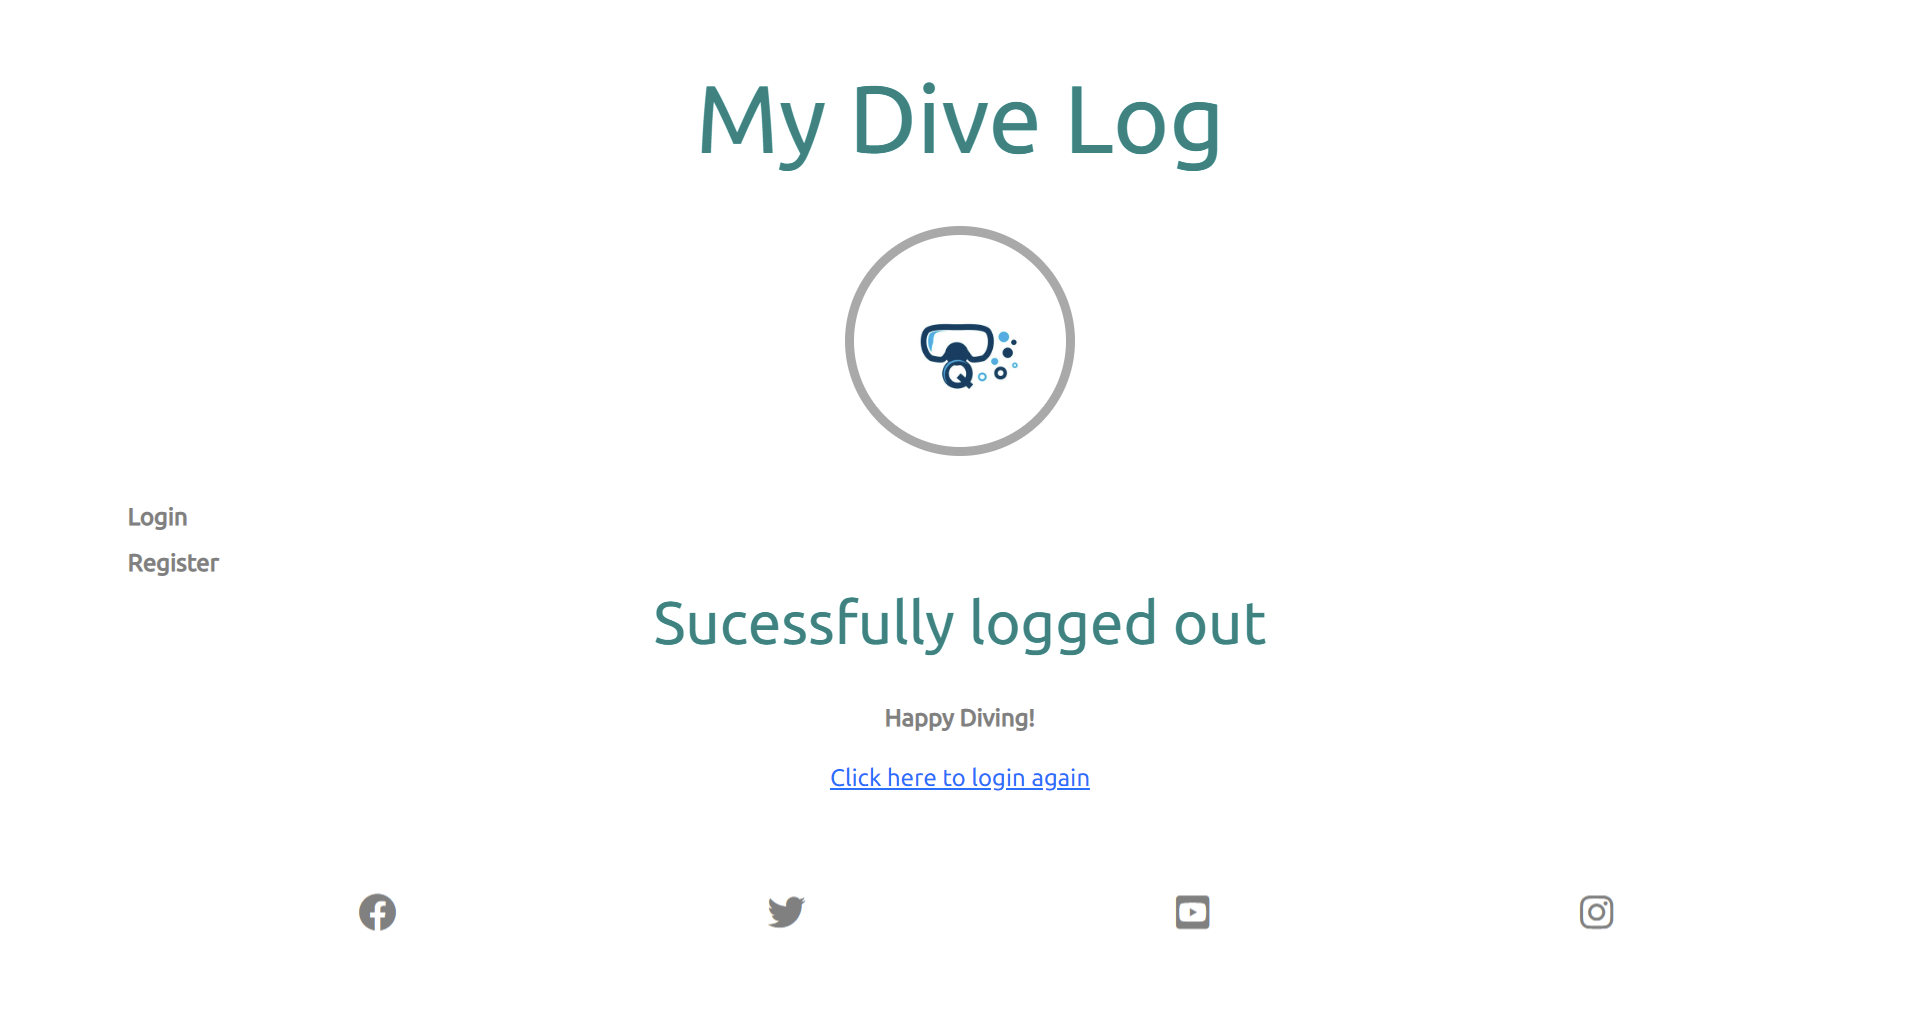 My Dive Log
Q
Login
Register
Sucessfully logged out
Happy Diving!
Click here to login again